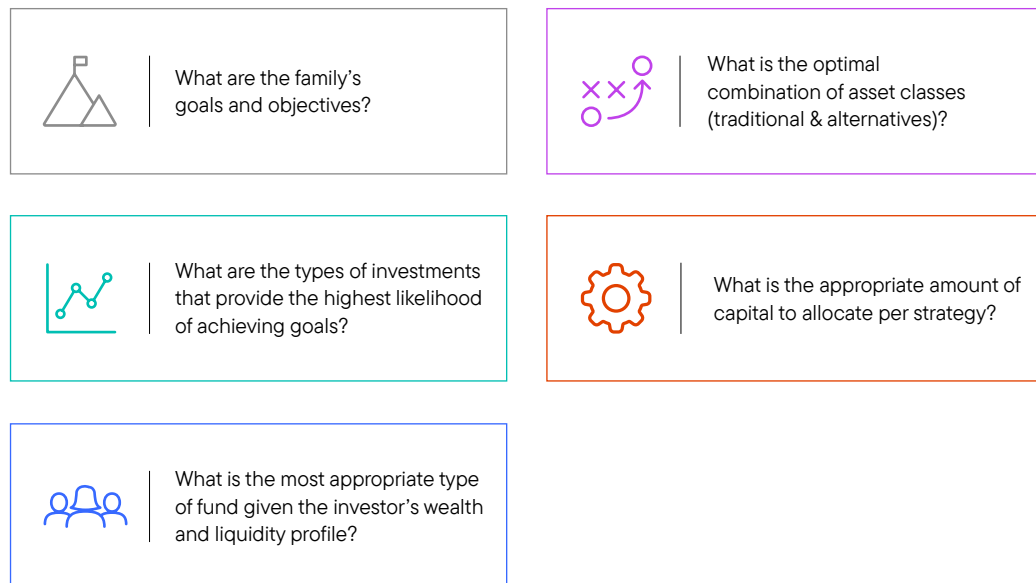 What are the family’s
goals and objectives?
What is the optimal
combination of asset classes
(traditional & alternatives)?
What are the types of investments
that provide the highest likelihood
of achieving goals?
What is the appropriate amount of
capital to allocate per strategy?
What is the most appropriate type
of fund given the investor’s wealth
and liquidity profile?